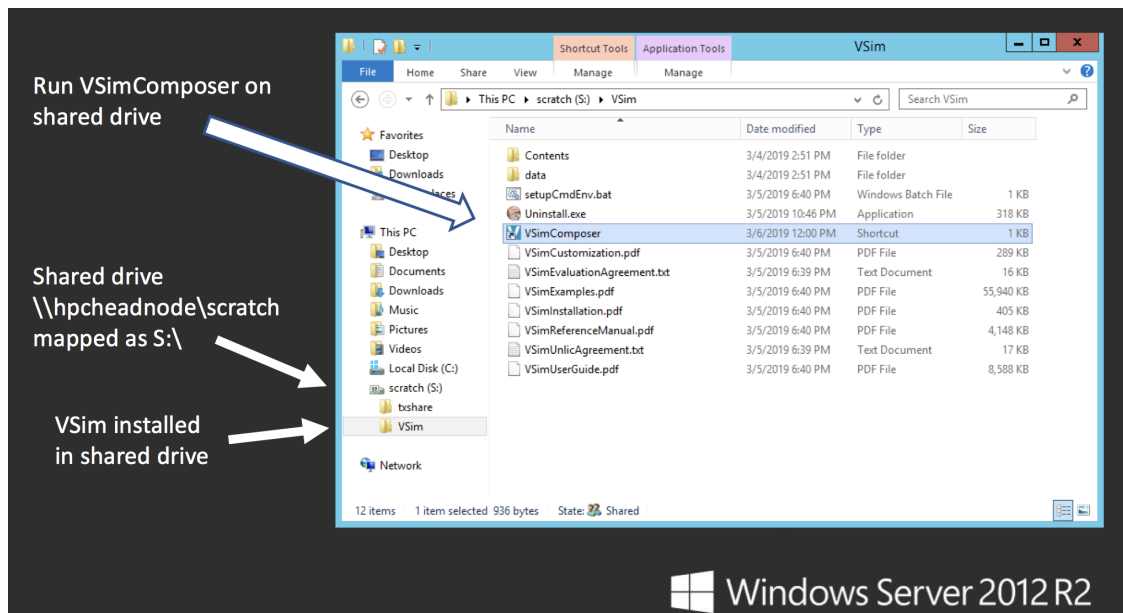 Run VSimComposer on
shared drive
Shared drive
\\hpcheadnode\scratch
mapped as S:\
VSim installed
in shared drive
Shortcut Tools Application Tools VSim
File Home Share View Manage Manage
This PC scratch (S:) VSim Search VSim
Favorites
Desktop
Downloads
This PC
Desktop
Documents
Downloads
Music
Pictures
Videos
Local Disk (C:)
scratch (S:)
txshare
VSim
Network
Name Date modified Type Size
Contents 3/4/2019 2:51 PM File folder
data 3/4/2019 2:51 PM File folder
setupCmdEnv.bat 3/5/2019 6:40 PM Windows Batch File 1 KB
Uninstall.exe 3/5/2019 10:46 PM Application 318 KB
VSimComposer 3/6/2019 12:00 PM Shortcut 1 KB
VSimCustomization.pdf 3/5/2019 6:40 PM PDF File 289 KB
VSimEvaluationAgreement.txt 3/5/2019 6:39 PM Text Document 16 KB
VSimExamples.pdf 3/5/2019 6:40 PM PDF File 55,940 KB
VSimInstallation.pdf 3/5/2019 6:40 PM PDF File 405 KB
VSimReferenceManual.pdf 3/5/2019 6:40 PM PDF File 4,148 KB
VSimUnlicAgreement.txt 3/5/2019 6:39 PM Text Document 17 KB
VSimUserGuide.pdf 3/5/2019 6:40 PM PDF File 8,588 KB
12 items 1 item selected 936 bytes State: Shared
Windows Server 2012 R2